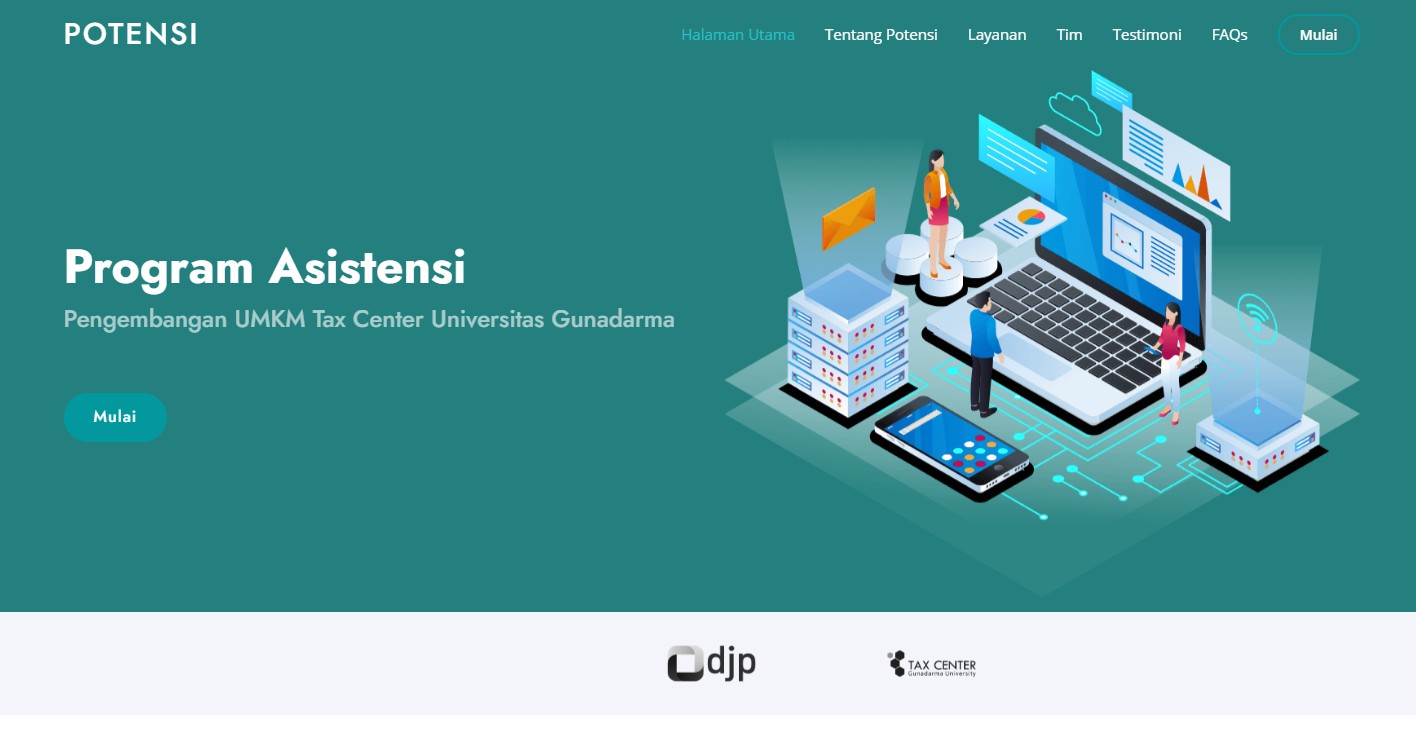 POTENSI
Halaman Utama Tentang Potensi Layanan Tim Testimoni FAQs Mulai
Program Asistensi
Pengembangan UMKM Tax Center Universitas Gunadarma
Mulai
djp
TAX CENTER
Gunadarma University